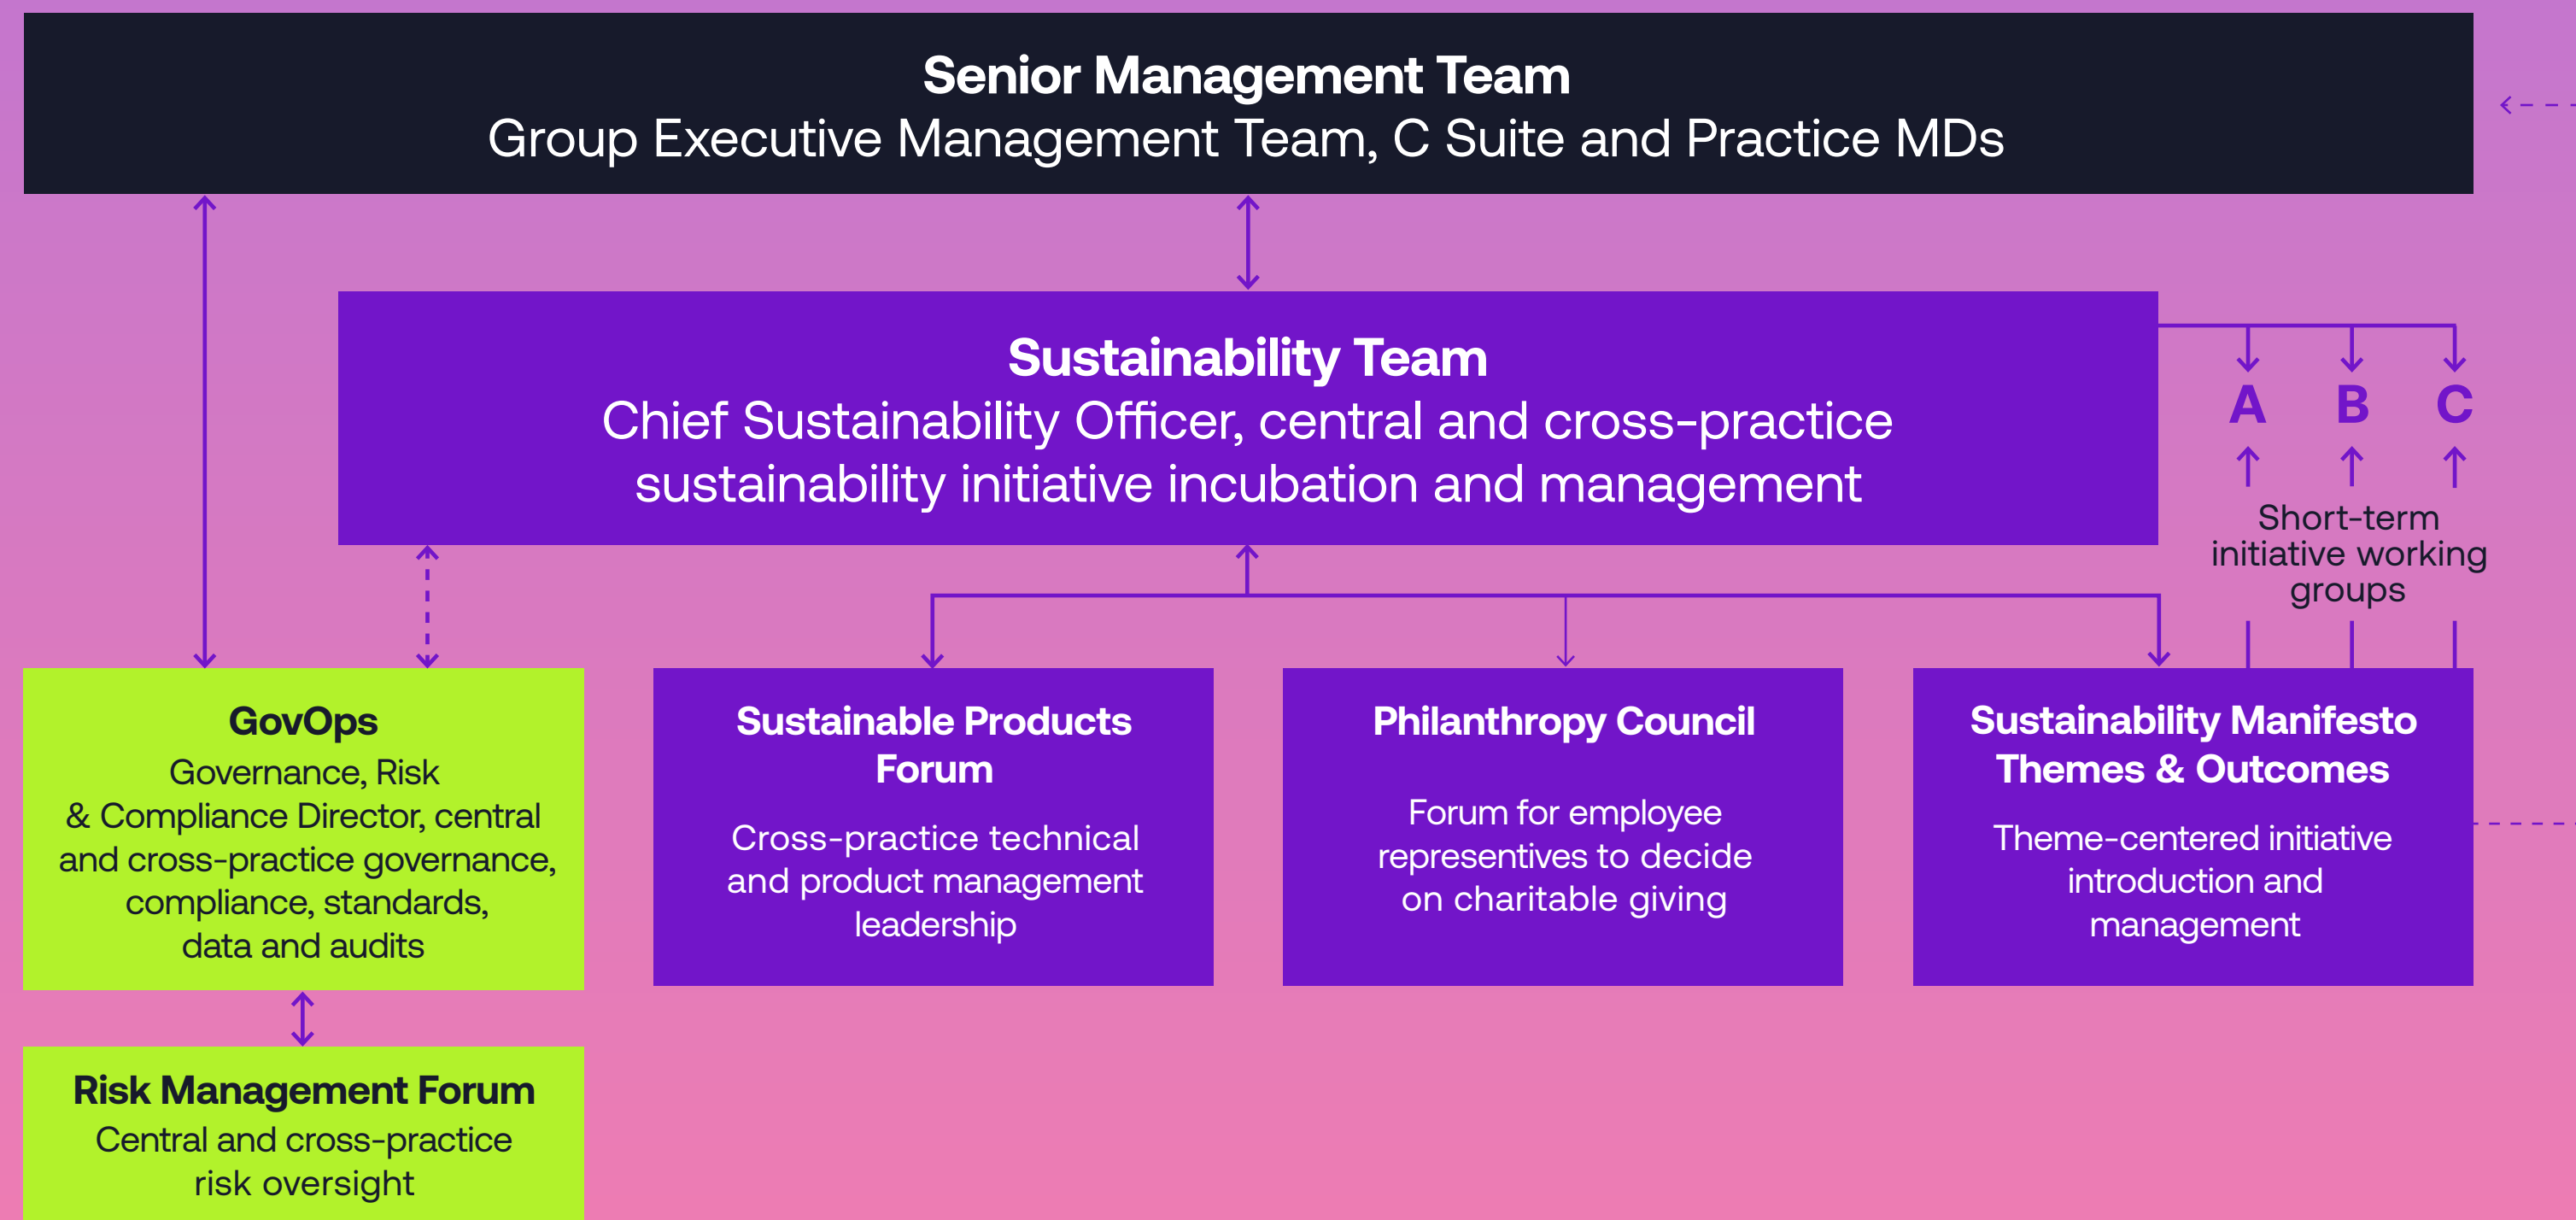 Senior Management Team
Group Executive Management Team, C Suite and Practice MDs
Sustainability Team
Chief Sustainability Officer, central and cross-practice
sustainability initiative incubation and management
A B C
Short-term
initiative working
groups
GovOps
Governance, Risk
& Compliance Director, central
and cross-practice governance,
compliance, standards,
data and audits
Sustainable Products
Forum
Cross-practice technical
and product management
leadership
Philanthropy Council
Forum for employee
representives to decide
on charitable giving
Sustainability Manifesto
Themes & Outcomes
Theme-centered initiative
introduction and
management
Risk Management Forum
Central and cross-practice
risk oversight